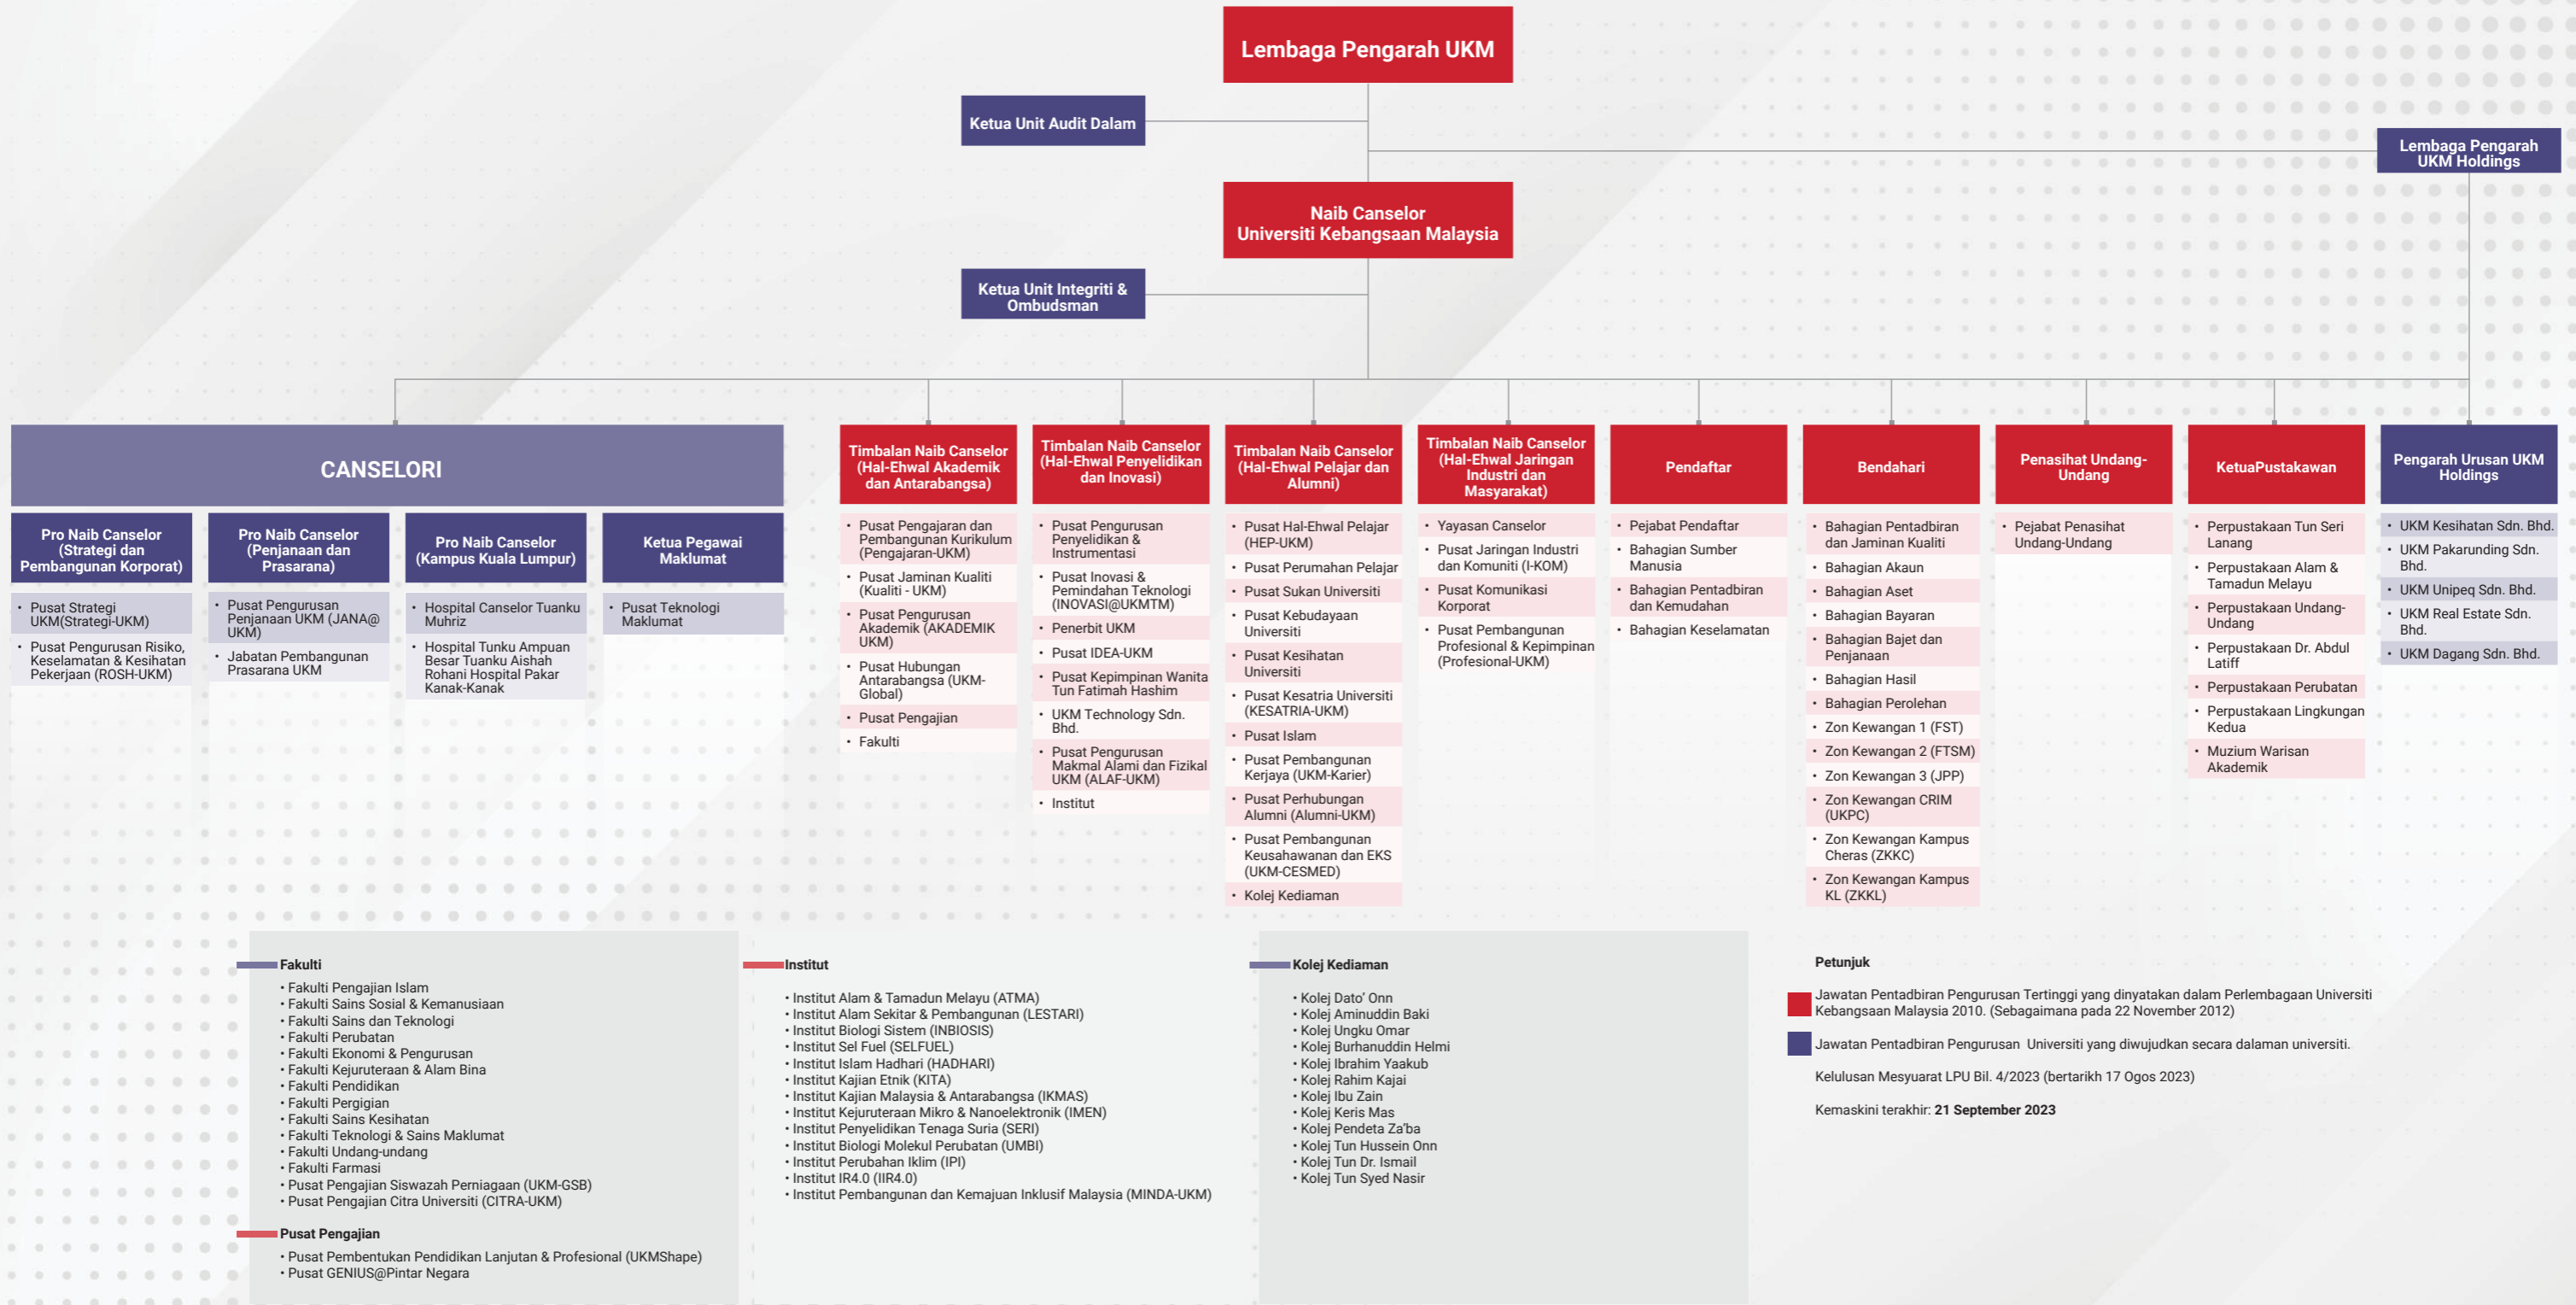 Lembaga Pengarah UKM
Ketua Unit Audit Dalam
Lembaga Pengarah
UKM Holdings
Naib Canselor
Universiti Kebangsaan Malaysia
Ketua Unit Integriti &
Ombudsman
CANSELORI
Pro Naib Canselor
(Strategi dan
Pembangunan Korporat)
• Pusat Strategi
UKM(Strategi-UKM)
• Pusat Pengurusan Risiko,
Keselamatan & Kesihatan
Pekerjaan (ROSH-UKM)
Pro Naib Canselor
(Penjanaan dan
Prasarana)
• Pusat Pengurusan
Penjanaan UKM (JANA@
UKM)
• Jabatan Pembangunan
Prasarana UKM
Pro Naib Canselor
(Kampus Kuala Lumpur)
• Hospital Canselor Tuanku
Muhriz
• Hospital Tunku Ampuan
Besar Tuanku Aishah
Rohani Hospital Pakar
Kanak-Kanak
Ketua Pegawai
Maklumat
• Pusat Teknologi
Maklumat
Timbalan Naib Canselor
(Hal-Ehwal Akademik
dan Antarabangsa)
• Pusat Pengajaran dan
Pembangunan Kurikulum
(Pengajaran-UKM)
• Pusat Jaminan Kualiti
(Kualiti - UKM)
• Pusat Pengurusan
Akademik (AKADEMIK
UKM)
• Pusat Hubungan
Antarabangsa (UKM-
Global)
• Pusat Pengajian
• Fakulti
Timbalan Naib Canselor
(Hal-Ehwal Penyelidikan
dan Inovasi)
• Pusat Pengurusan
Penyelidikan &
Instrumentasi
• Pusat Inovasi &
Pemindahan Teknologi
(INOVASI@UKMTM)
• Penerbit UKM
• Pusat IDEA-UKM
• Pusat Kepimpinan Wanita
Tun Fatimah Hashim
• UKM Technology Sdn.
Bhd.
• Pusat Pengurusan
Makmal Alami dan Fizikal
UKM (ALAF-UKM)
• Institut
Timbalan Naib Canselor
(Hal-Ehwal Pelajar dan
Alumni)
• Pusat Hal-Ehwal Pelajar
(HEP-UKM)
• Pusat Perumahan Pelajar
• Pusat Sukan Universiti
• Pusat Kebudayaan
Universiti
• Pusat Kesihatan
Universiti
• Pusat Kesatria Universiti
(KESATRIA-UKM)
• Pusat Islam
• Pusat Pembangunan
Kerjaya (UKM-Karier)
• Pusat Perhubungan
Alumni (Alumni-UKM)
• Pusat Pembangunan
Keusahawanan dan EKS
(UKM-CESMED)
• Kolej Kediaman
Timbalan Naib Canselor
(Hal-Ehwal Jaringan
Industri dan
Masyarakat)
• Yayasan Canselor
• Pusat Jaringan Industri
dan Komuniti (I-KOM)
• Pusat Komunikasi
Korporat
• Pusat Pembangunan
Profesional & Kepimpinan
(Profesional-UKM)
Pendaftar
• Pejabat Pendaftar
• Bahagian Sumber
Manusia
• Bahagian Pentadbiran
dan Kemudahan
• Bahagian Keselamatan
Bendahari
• Bahagian Pentadbiran
dan Jaminan Kualiti
• Bahagian Akaun
• Bahagian Aset
• Bahagian Bayaran
• Bahagian Bajet dan
Penjanaan
• Bahagian Hasil
• Bahagian Perolehan
• Zon Kewangan 1 (FST)
• Zon Kewangan 2 (FTSM)
• Zon Kewangan 3 (JPP)
• Zon Kewangan CRIM
(UKPC)
• Zon Kewangan Kampus
Cheras (ZKKC)
• Zon Kewangan Kampus
KL (ZKKL)
Penasihat Undang-
Undang
• Pejabat Penasihat
Undang-Undang
KetuaPustakawan
• Perpustakaan Tun Seri
Lanang
• Perpustakaan Alam &
Tamadun Melayu
• Perpustakaan Undang-
Undang
• Perpustakaan Dr. Abdul
Latiff
• Perpustakaan Perubatan
• Perpustakaan Lingkungan
Kedua
• Muzium Warisan
Akademik
Pengarah Urusan UKM
Holdings
• UKM Kesihatan Sdn. Bhd.
• UKM Pakarunding Sdn.
Bhd.
• UKM Unipeq Sdn. Bhd.
• UKM Real Estate Sdn.
Bhd.
• UKM Dagang Sdn. Bhd.
Fakulti
• Fakulti Pengajian Islam
• Fakulti Sains Sosial & Kemanusiaan
• Fakulti Sains dan Teknologi
• Fakulti Perubatan
• Fakulti Ekonomi & Pengurusan
• Fakulti Kejuruteraan & Alam Bina
• Fakulti Pendidikan
• Fakulti Pergigian
• Fakulti Sains Kesihatan
• Fakulti Teknologi & Sains Maklumat
• Fakulti Undang-undang
• Fakulti Farmasi
• Pusat Pengajian Siswazah Perniagaan (UKM-GSB)
• Pusat Pengajian Citra Universiti (CITRA-UKM)
Pusat Pengajian
• Pusat Pembentukan Pendidikan Lanjutan & Profesional (UKMShape)
• Pusat GENIUS@Pintar Negara
Institut
• Institut Alam & Tamadun Melayu (ATMA)
• Institut Alam Sekitar & Pembangunan (LESTARI)
• Institut Biologi Sistem (INBIOSIS)
• Institut Sel Fuel (SELFUEL)
• Institut Islam Hadhari (HADHARI)
• Institut Kajian Etnik (KITA)
• Institut Kajian Malaysia & Antarabangsa (IKMAS)
• Institut Kejuruteraan Mikro & Nanoelektronik (IMEN)
• Institut Penyelidikan Tenaga Suria (SERI)
• Institut Biologi Molekul Perubatan (UMBI)
• Institut Perubahan Iklim (IPI)
• Institut IR4.0 (IIR4.0)
• Institut Pembangunan dan Kemajuan Inklusif Malaysia (MINDA-UKM)
Kolej Kediaman
• Kolej Dato’ Onn
• Kolej Aminuddin Baki
• Kolej Ungku Omar
• Kolej Burhanuddin Helmi
• Kolej Ibrahim Yaakub
• Kolej Rahim Kajai
• Kolej Ibu Zain
• Kolej Keris Mas
• Kolej Pendeta Za’ba
• Kolej Tun Hussein Onn
• Kolej Tun Dr. Ismail
• Kolej Tun Syed Nasir
Petunjuk
Jawatan Pentadbiran Pengurusan Tertinggi yang dinyatakan dalam Perlembagaan Universiti
Kebangsaan Malaysia 2010. (Sebagaimana pada 22 November 2012)
Jawatan Pentadbiran Pengurusan Universiti yang diwujudkan secara dalaman universiti.
Kelulusan Mesyuarat LPU Bil. 4/2023 (bertarikh 17 Ogos 2023)
Kemaskini terakhir: 21 September 2023